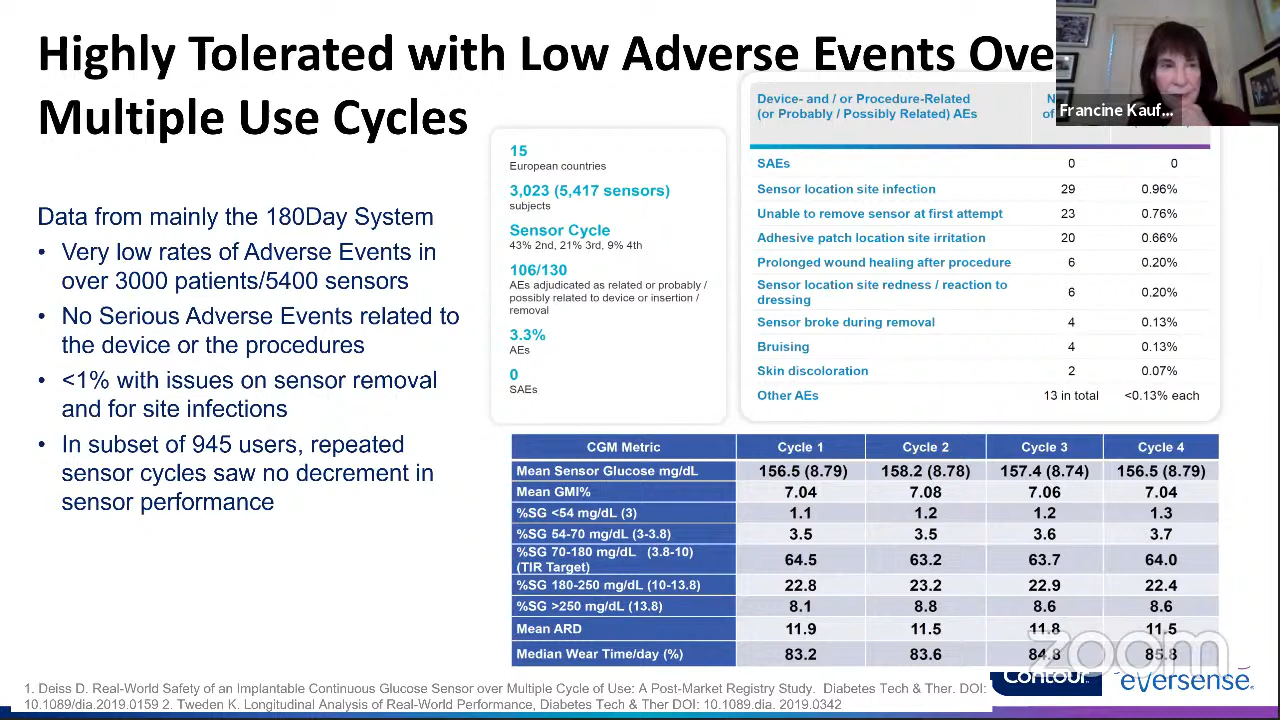 Highly Tolerated with Low Adverse Events Ove
Multiple Use Cycles
Francine Kauf...
Data from mainly the 180Day System
• Very low rates of Adverse Events in
over 3000 patients/5400 sensors
• No Serious Adverse Events related to
the device or the procedures
• <1% with issues on sensor removal
and for site infections
• In subset of 945 users, repeated
sensor cycles saw no decrement in
sensor performance
15
European countries
3,023 (5,417 sensors)
subjects
Sensor Cycle
43% 2nd, 21% 3rd, 9% 4th
106/130
AEs adjudicated as related or probably /
possibly related to device or insertion /
removal
3.3%
AEs
0
SAEs
Device- and / or Procedure-Related
(or Probably / Possibly Related) AEs
SAEs 0 0
Sensor location site infection 29 0.96%
Unable to remove sensor at first attempt 23 0.76%
Adhesive patch location site irritation 20 0.66%
Prolonged wound healing after procedure 6 0.20%
Sensor location site redness / reaction to
dressing 6 0.20%
Sensor broke during removal 4 0.13%
Bruising 4 0.13%
Skin discoloration 2 0.07%
Other AEs 13 in total <0.13% each
CGM Metric Cycle 1 Cycle 2 Cycle 3 Cycle 4
Mean Sensor Glucose mg/dL 156.5 (8.79) 158.2 (8.78) 157.4 (8.74) 156.5 (8.79)
Mean GMI% 7.04 7.08 7.06 7.04
%SG <54 mg/dL (3) 1.1 1.2 1.2 1.3
%SG 54-70 mg/dL (3-3.8) 3.5 3.5 3.6 3.7
%SG 70-180 mg/dL (3.8-10)
(TIR Target) 64.5 63.2 63.7 64.0
%SG 180-250 mg/dL (10-13.8) 22.8 23.2 22.9 22.4
%SG >250 mg/dL (13.8) 8.1 8.8 8.6 8.6
Mean ARD 11.9 11.5 11.8 11.5
Median Wear Time/day (%) 83.2 83.6 84.8 85.8
zoom
Contour
eversense
1. Deiss D. Real-World Safety of an Implantable Continuous Glucose Sensor over Multiple Cycle of Use: A Post-Market Registry Study. Diabetes Tech & Ther. DOI:
10.1089/dia.2019.0159 2. Tweden K. Longitudinal Analysis of Real-World Performance, Diabetes Tech & Ther DOI: 10.1089.dia. 2019.0342